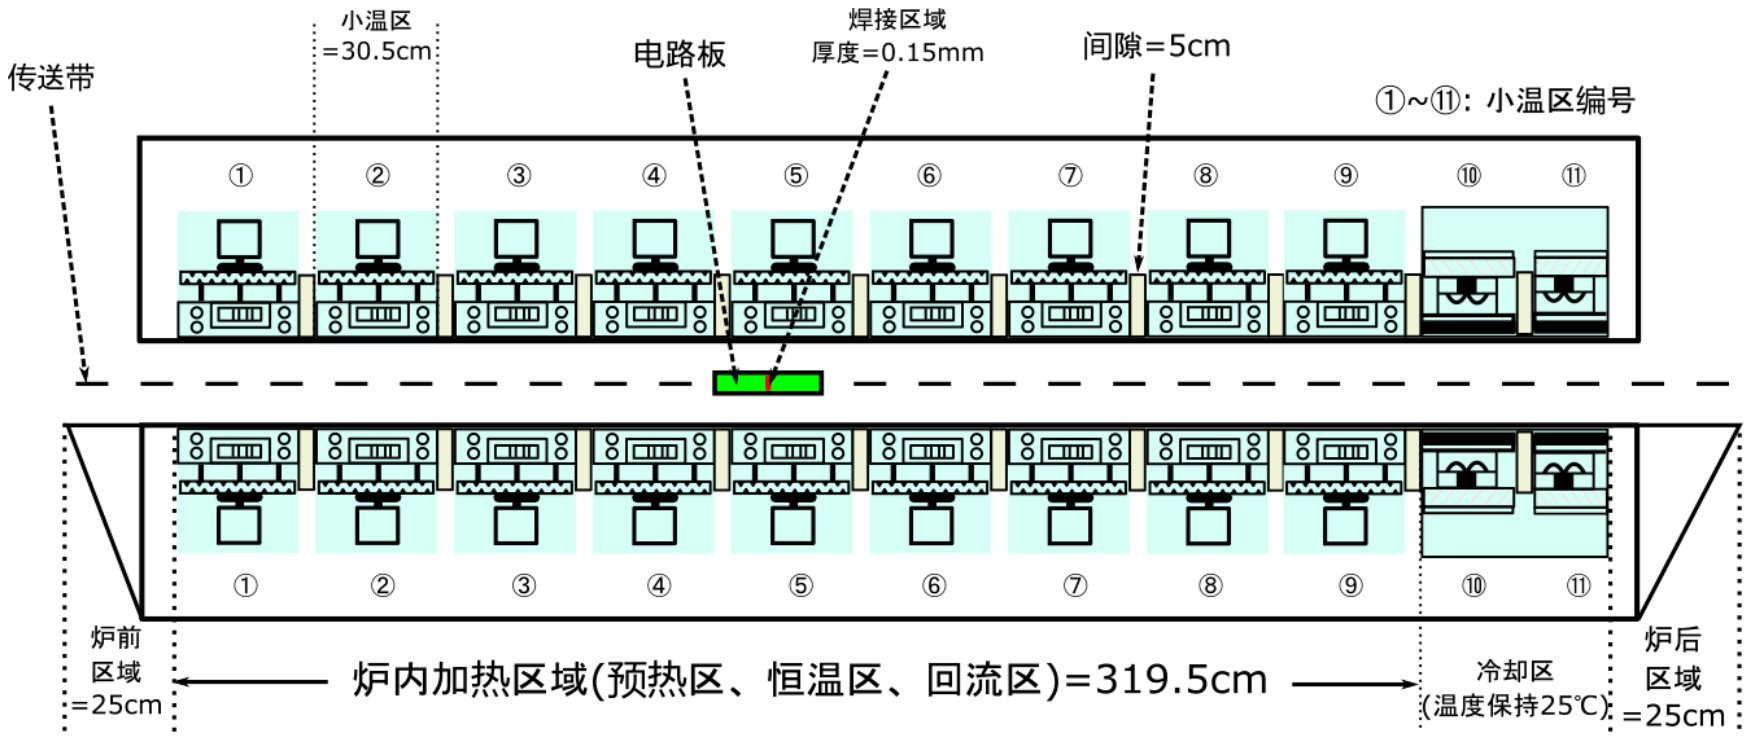 小温区
=30.5cm
焊接区域
厚度=0.15mm
电路板
间隙=5cm
传送带
①~⑪: 小温区编号
① ② ③ ④ ⑤ ⑥ ⑦ ⑧ ⑨ ⑩ ⑪
① ② ③ ④ ⑤ ⑥ ⑦ ⑧ ⑨ ⑩ ⑪
炉前
区域
=25cm
炉内加热区域(预热区、恒温区、回流区)=319.5cm
冷却区
(温度保持25℃)
炉后
区域
=25cm